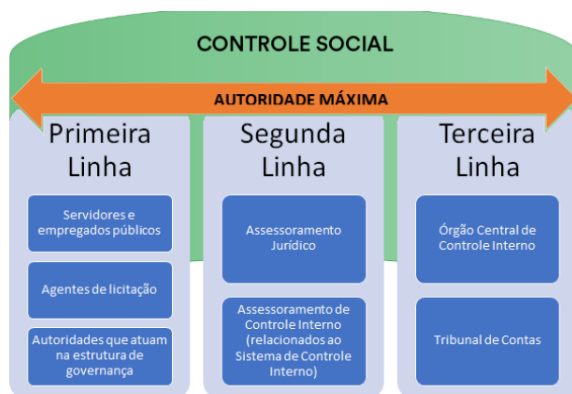 CONTROLE SOCIAL
AUTORIDADE MÁXIMA
Primeira
Linha
Servidores e
empregados públicos
Agentes de licitação
Autoridades que atuam
na estrutura de
governança
Segunda
Linha
Assessoramento
Jurídico
Assessoramento de
Controle Interno
(relacionados ao
Sistema de Controle
Interno)
Terceira
Linha
Órgão Central de
Controle Interno
Tribunal de Contas